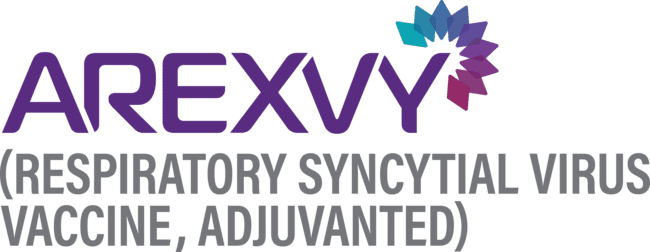 AREXVY
(RESPIRATORY SYNCYTIAL VIRUS
VACCINE, ADJUVANTED)